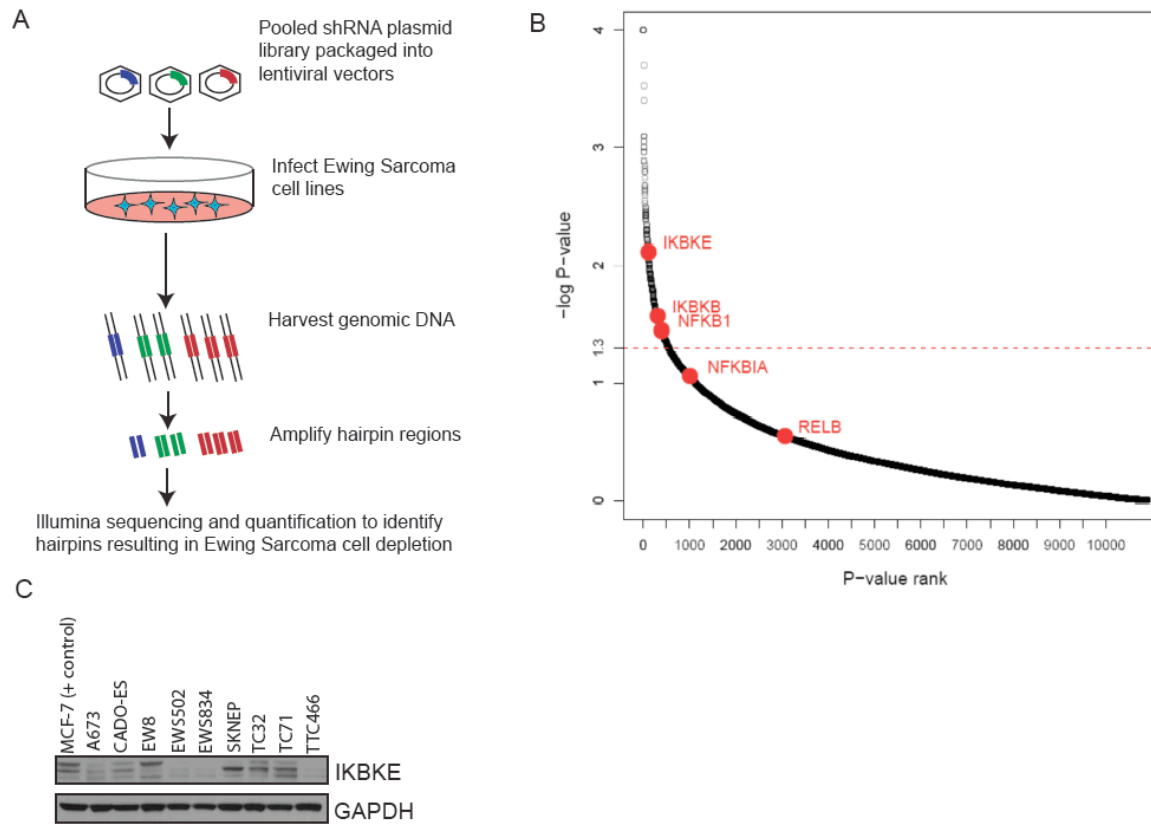 A
Pooled shRNA plasmid
library packaged into
lentiviral vectors
Infect Ewing Sarcoma
cell lines
Harvest genomic DNA
Amplify hairpin regions
Illumina sequencing and quantification to identify
hairpins resulting in Ewing Sarcoma cell depletion
B
4
3
2
1.3
1
0
-log P-value
IKBKE
IKBKB
NFKB1
NFKBIA
RELB
0 1000 2000 3000 4000 5000 6000 7000 8000 9000 10000
P-value rank
C
MCF-7 (+ control)
A673
CADO-ES
EW8
EWS502
EWS834
SKNEP
TC32
TC71
TTC466
IKBKE
GAPDH